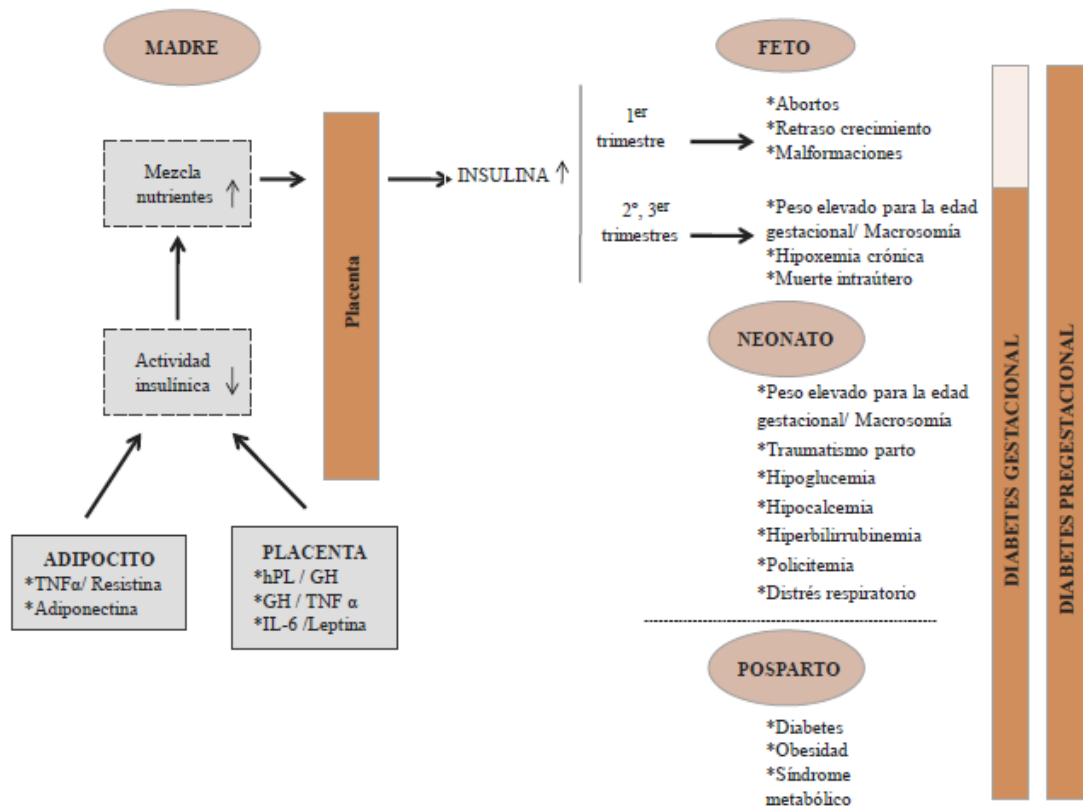 MADRE
Mezcla
nutrientes ↑
Actividad
insulínica ↓
ADIPOCITO
*TNFα/ Resistina
*Adiponectina
PLACENTA
*hPL / GH
*GH / TNF α
*IL-6 /Leptina
Placenta
INSULINA ↑
1er
trimestre
2º, 3er
trimestres
FETO
*Abortos
*Retraso crecimiento
*Malformaciones
*Peso elevado para la edad
gestacional/ Macrosomía
*Hipoxemia crónica
*Muerte intraútero
NEONATO
*Peso elevado para la edad
gestacional/ Macrosomía
*Traumatismo parto
*Hipoglucemia
*Hipocalcemia
*Hiperbilirrubinemia
*Policitemia
*Distrés respiratorio
POSPARTO
*Diabetes
*Obesidad
*Síndrome
metabólico
DIABETES GESTACIONAL
DIABETES PREGESTACIONAL